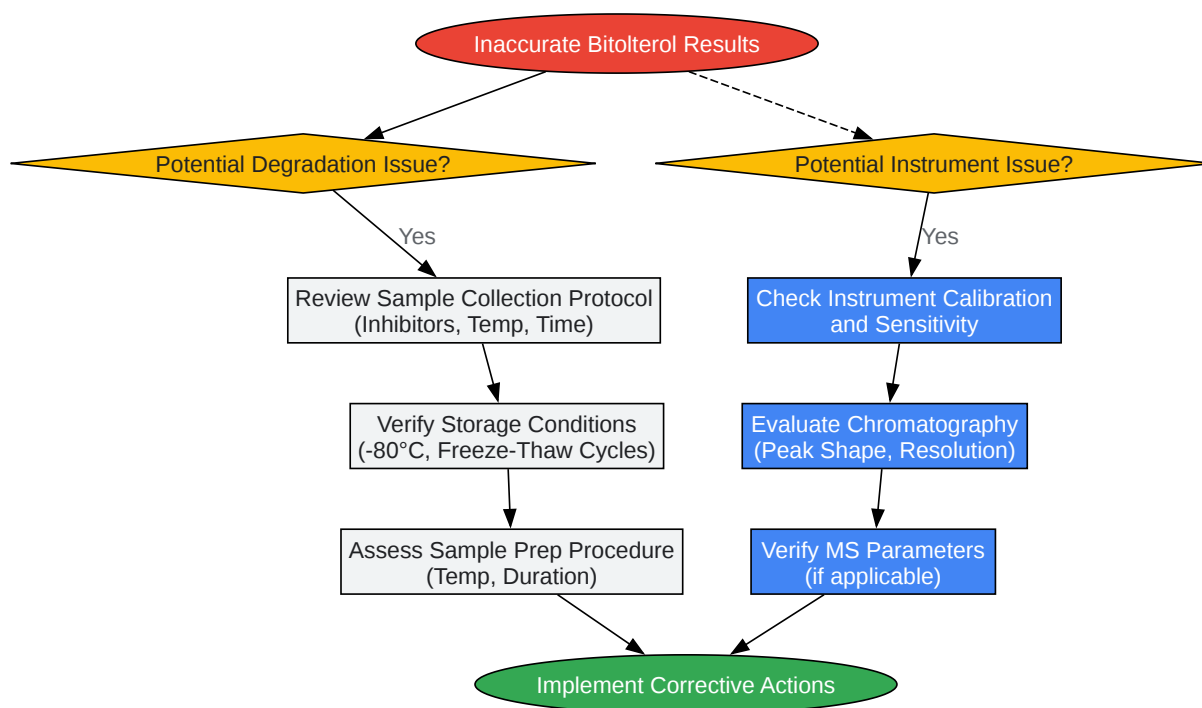 Inaccurate Bitolterol Results
Potential Degradation Issue?
Potential Instrument Issue?
Yes
Yes
Review Sample Collection Protocol
(Inhibitors, Temp, Time)
Check Instrument Calibration
and Sensitivity
Verify Storage Conditions
(-80°C, Freeze-Thaw Cycles)
Evaluate Chromatography
(Peak Shape, Resolution)
Assess Sample Prep Procedure
(Temp, Duration)
Verify MS Parameters
(if applicable)
Implement Corrective Actions